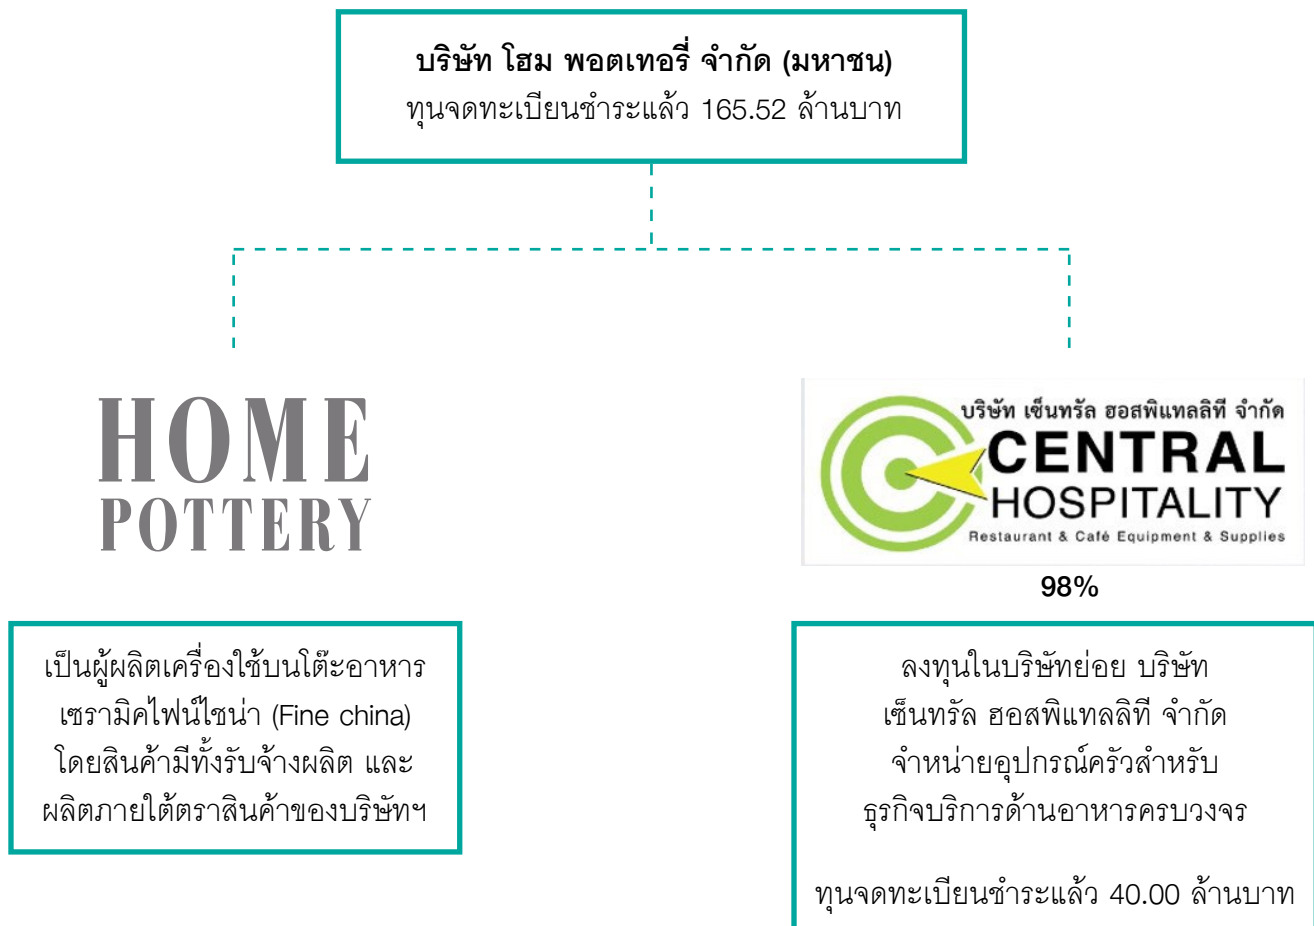 บริษัท โฮม พอตเทอรี่ จำกัด (มหาชน)
ทุนจดทะเบียนชำระแล้ว 165.52 ล้านบาท
HOME
POTTERY
บริษัท เซ็นทรัล ฮอสพิแทลลิที จำกัด
CENTRAL
HOSPITALITY
Restaurant & Café Equipment & Supplies
98%
เป็นผู้ผลิตเครื่องใช้บนโต๊ะอาหาร
เซรามิคไฟน์ไชน่า (Fine china)
โดยสินค้ามีทั้งรับจ้างผลิต และ
ผลิตภายใต้ตราสินค้าของบริษัทฯ
ลงทุนในบริษัทย่อย บริษัท
เซ็นทรัล ฮอสพิแทลลิที จำกัด
จำหน่ายอุปกรณ์ครัวสำหรับ
ธุรกิจบริการด้านอาหารครบวงจร
ทุนจดทะเบียนชำระแล้ว 40.00 ล้านบาท